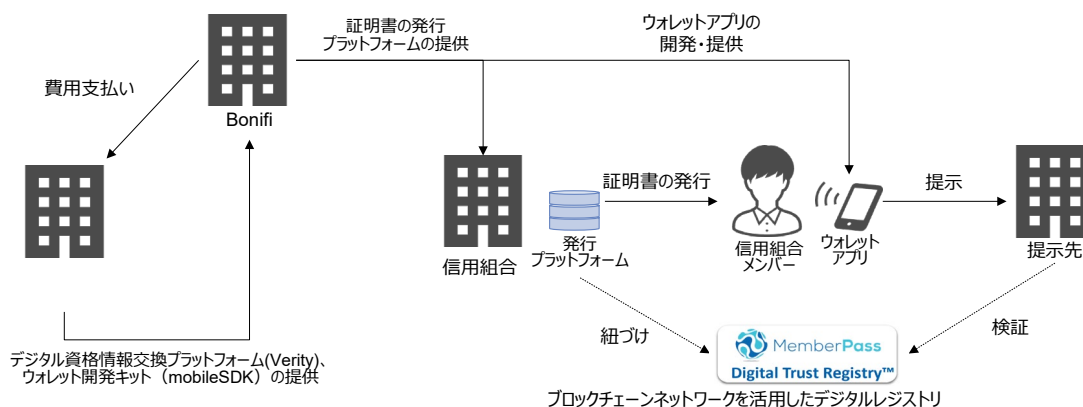 証明書の発行
プラットフォームの提供
ウォレットアプリの
開発・提供
費用支払い
Bonifi
証明書の発行
提示
信用組合
発行
プラットフォーム
信用組合
メンバー
ウォレット
アプリ
提示先
紐づけ
検証
デジタル資格情報交換プラットフォーム(Verity)、
ウォレット開発キット（mobileSDK）の提供
MemberPass
Digital Trust Registry™
ブロックチェーンネットワークを活用したデジタルレジストリ